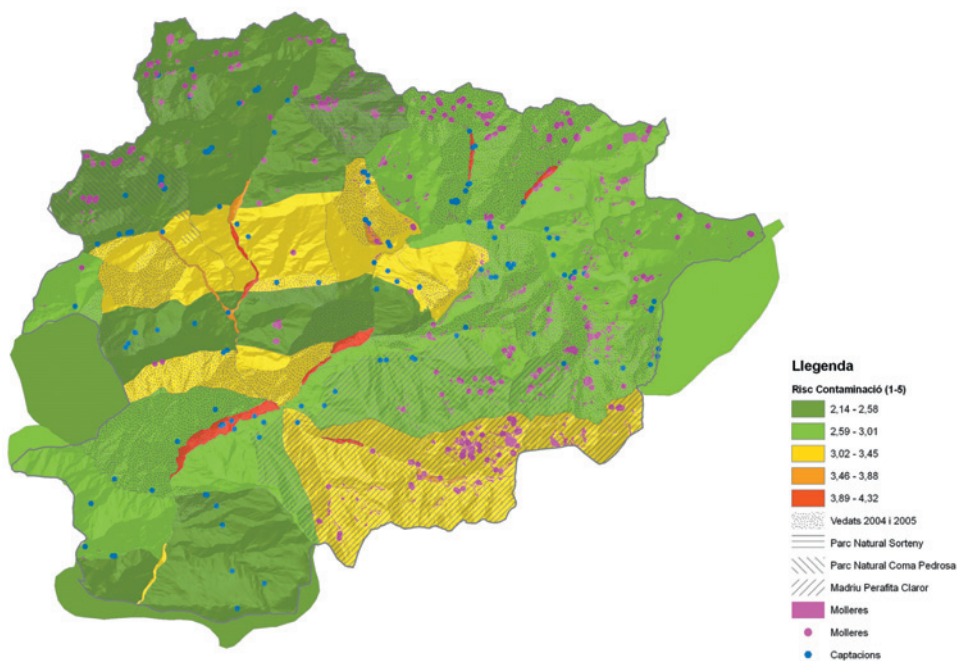 Llegenda
Risc Contaminació (1-5)
2,14 - 2,58
2,59 - 3,01
3,02 - 3,45
3,46 - 3,88
3,89 - 4,32
Vedats 2004 i 2005
Parc Natural Sorteny
Parc Natural Coma Pedrosa
Madriu Perafita Claror
Molleres
Molleres
Captacions